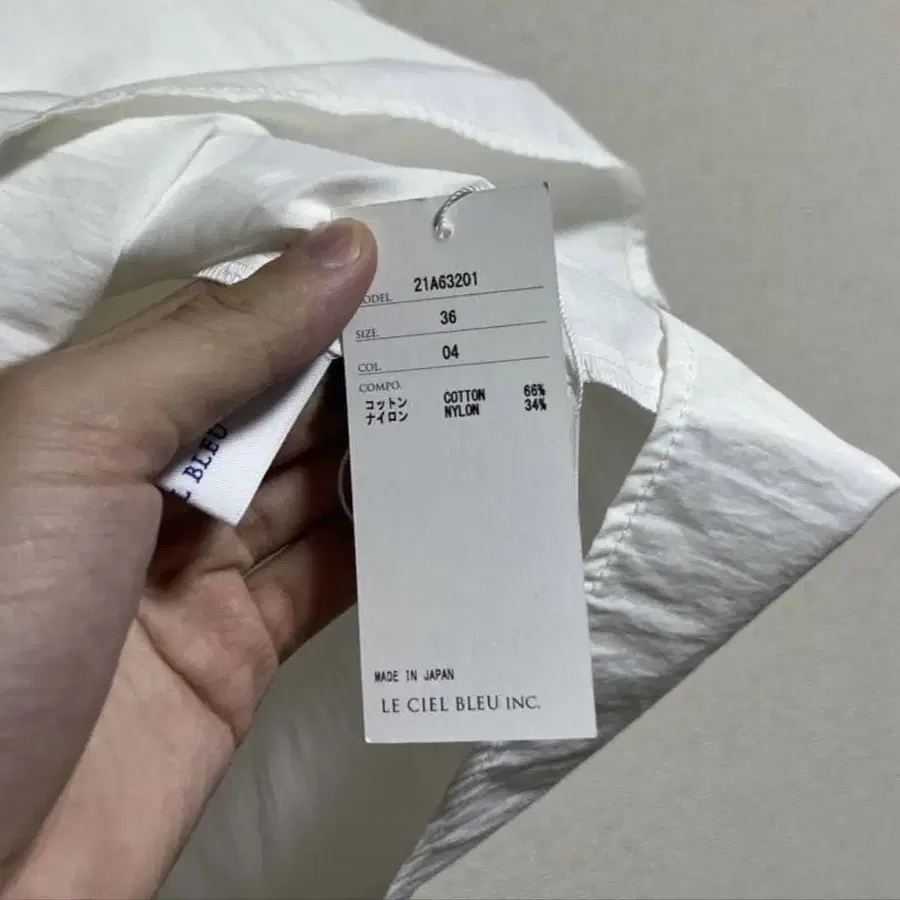 MODEL 21A63201
SIZE 36
COL 04
COMPO.
コットン COTTON 66%
ナイロン NYLON 34%
MADE IN JAPAN
LE CIEL BLEU INC.
L BLEU